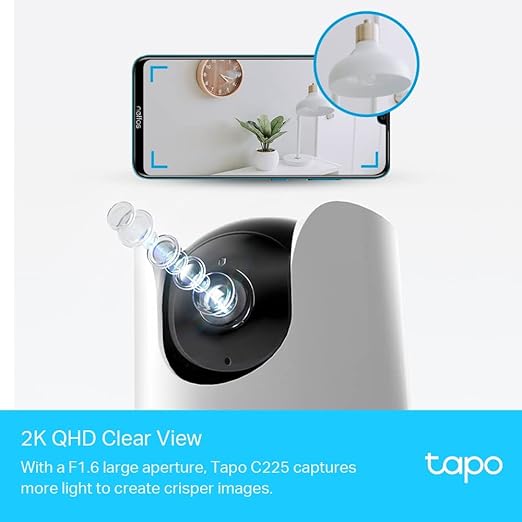 neffos
2K QHD Clear View
With a F1.6 large aperture, Tapo C225 captures
more light to create crisper images.
tapo